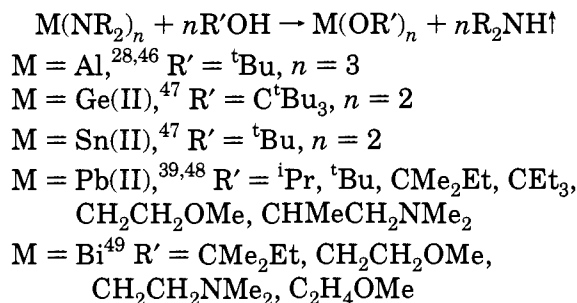 M(NR₂)ₙ + nR′OH → M(OR′)ₙ + nR₂NH↑
M = Al,²⁸,⁴⁶ R′ = ᵗBu, n = 3
M = Ge(II),⁴⁷ R′ = CᵗBu₃, n = 2
M = Sn(II),⁴⁷ R′ = ᵗBu, n = 2
M = Pb(II),³⁹,⁴⁸ R′ = ⁱPr, ᵗBu, CMe₂Et, CEt₃,
CH₂CH₂OMe, CHMeCH₂NMe₂
M = Bi⁴⁹ R′ = CMe₂Et, CH₂CH₂OMe,
CH₂CH₂NMe₂, C₂H₄OMe